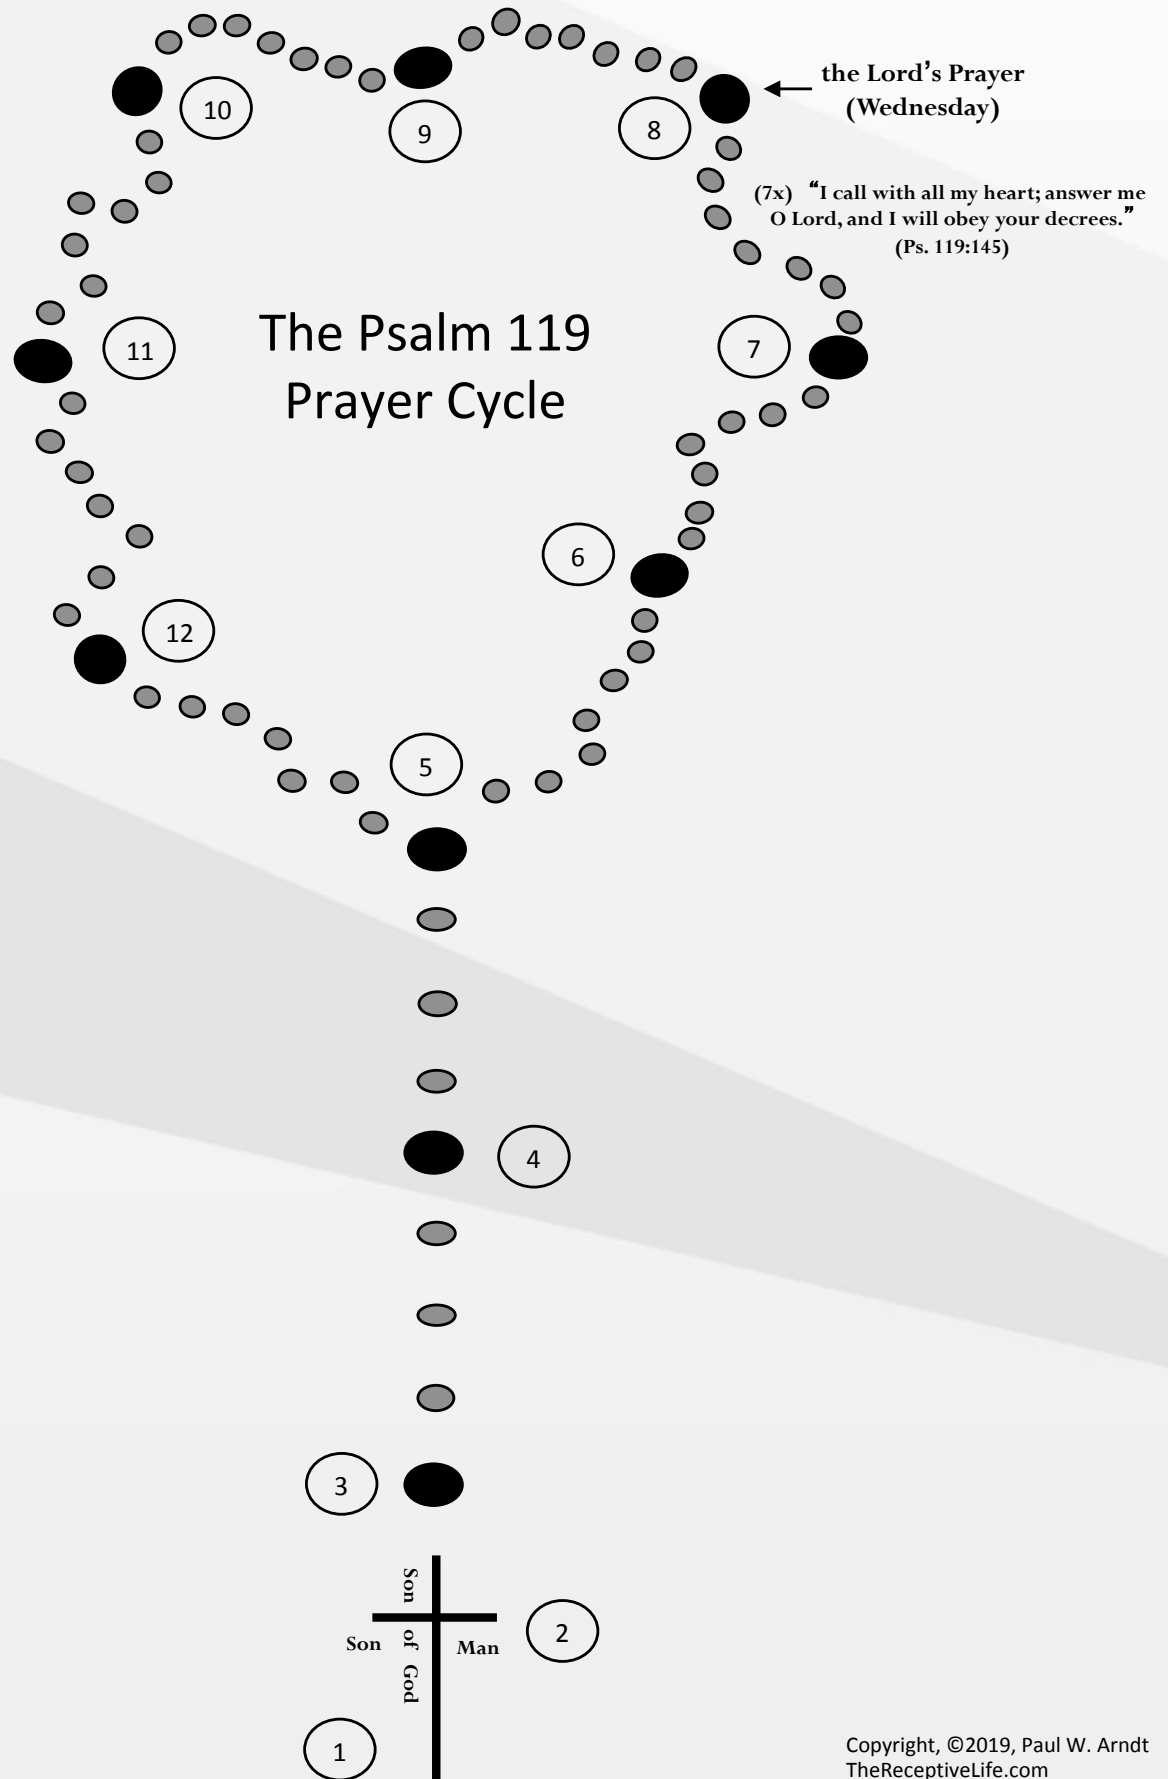 10
9
8
the Lord’s Prayer
(Wednesday)
(7x) “I call with all my heart; answer me
O Lord, and I will obey your decrees.”
(Ps. 119:145)
The Psalm 119
Prayer Cycle
11
7
6
12
5
4
3
Son of God
Son
Man
2
1
Copyright, ©2019, Paul W. Arndt
TheReceptiveLife.com